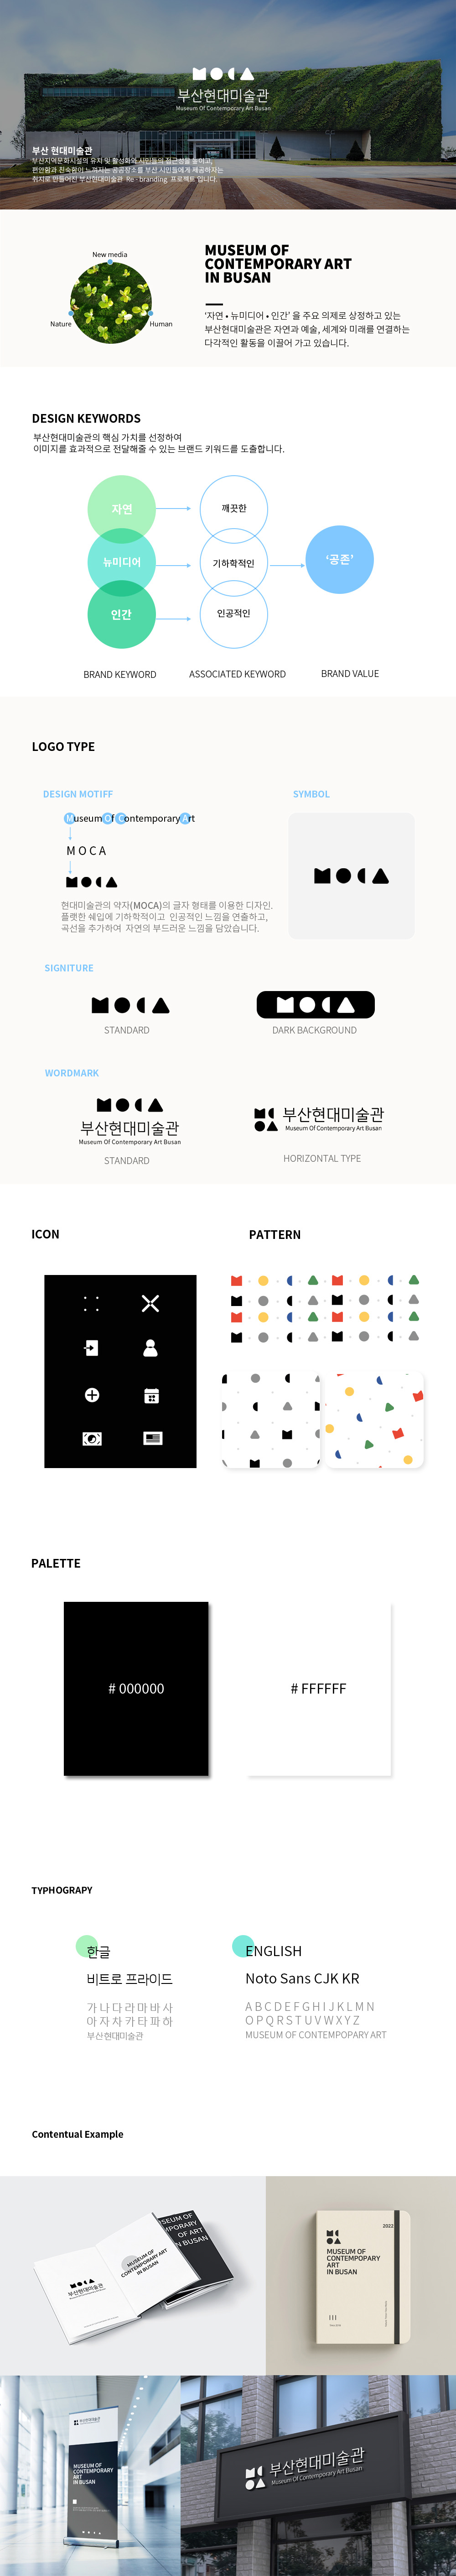 MOCA
부산현대미술관
Museum Of Contemporary Art Busan
부산 현대미술관
부산지역문화시설의 유지 및 활성화와 시민들의 접근성을 높이고,
편안함과 친숙함이 느껴지는 공공장소를 부산 시민들에게 제공하자는
취지로 만들어진 부산현대미술관 Re - branding 프로젝트 입니다.
New media
Nature
Human
MUSEUM OF
CONTEMPORARY ART
IN BUSAN
‘자연 • 뉴미디어 • 인간’ 을 주요 의제로 상정하고 있는
부산현대미술관은 자연과 예술, 세계와 미래를 연결하는
다각적인 활동을 이끌어 가고 있습니다.
DESIGN KEYWORDS
부산현대미술관의 핵심 가치를 선정하여
이미지를 효과적으로 전달해줄 수 있는 브랜드 키워드를 도출합니다.
자연
깨끗한
뉴미디어
기하학적인
‘공존’
인간
인공적인
BRAND KEYWORD
ASSOCIATED KEYWORD
BRAND VALUE
LOGO TYPE
DESIGN MOTIFF
Museum Of Contemporary Art
MOCA
MOCA
현대미술관의 약자(MOCA)의 글자 형태를 이용한 디자인.
플랫한 쉐입에 기하학적이고 인공적인 느낌을 연출하고,
곡선을 추가하여 자연의 부드러운 느낌을 담았습니다.
SYMBOL
MOCA
SIGNITURE
MOCA
STANDARD
MOCA
DARK BACKGROUND
WORDMARK
MOCA
부산현대미술관
Museum Of Contemporary Art Busan
STANDARD
부산현대미술관
Museum Of Contemporary Art Busan
HORIZONTAL TYPE
ICON
PATTERN
PALETTE
# 000000
# FFFFFF
TYPHOGRAPY
한글
비트로 프라이드
가나다라마바사
아자차카타파하
부산현대미술관
ENGLISH
Noto Sans CJK KR
ABCDEFGHIJKLMN
OPQRSTUVWXYZ
MUSEUM OF CONTEMPOPARY ART
Contentual Example
MOCA
부산현대미술관
MUSEUM OF
CONTEMPORARY ART
IN BUSAN
SEUM OF
MPORARY
OF ART
N BUSAN
2022
MUSEUM OF
CONTEMPOPARY
ART
IN BUSAN
부산현대미술관
MUSEUM OF
CONTEMPORARY
ART
IN BUSAN
부산현대미술관
Museum Of Contemporary Art Busan